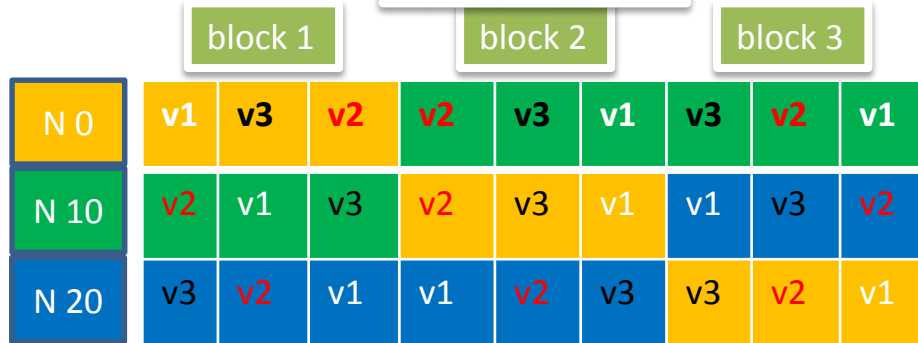 block 1 block 2 block 3
N 0 v1 v3 v2 v2 v3 v1 v3 v2 v1
N 10 v2 v1 v3 v2 v3 v1 v1 v3 v2
N 20 v3 v2 v1 v1 v2 v3 v3 v2 v1